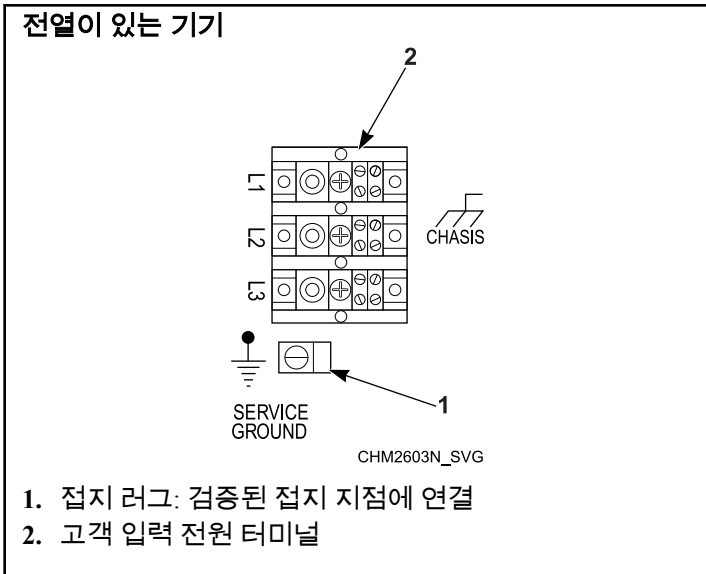 전열이 있는 기기
2
L1
L2
L3
CHASIS
1
SERVICE
GROUND
CHM2603N_SVG
1. 접지 러그: 검증된 접지 지점에 연결
2. 고객 입력 전원 터미널